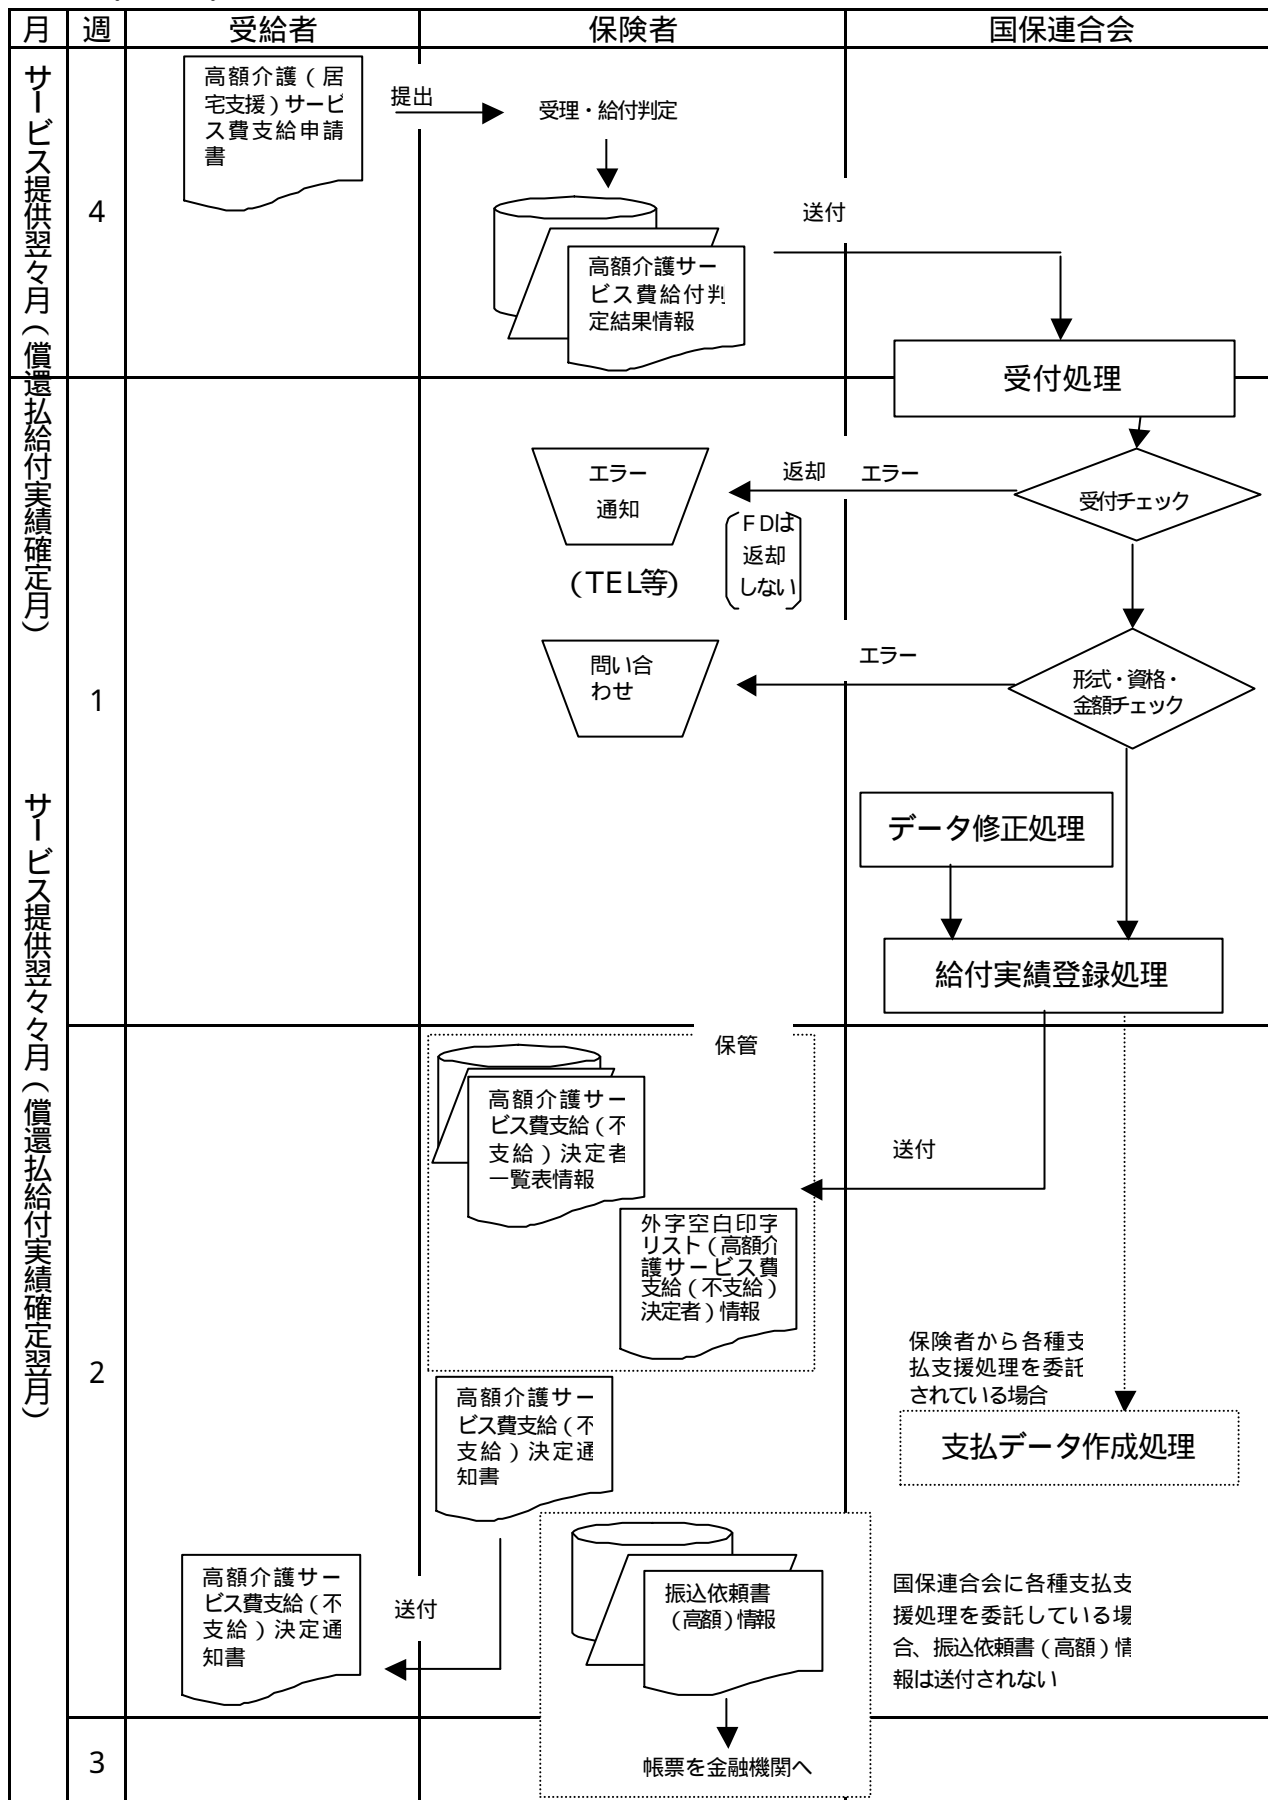 月
週
受給者
保険者
国保連合会
サービス提供翌々月（償還払給付実績確定月）
4
高額介護（居
宅支援）サービ
ス費支給申請
書
提出
受理・給付判定
高額介護サー
ビス費給付判
定結果情報
送付
受付処理
1
受付チェック
エラー
返却
エラー
通知
(TEL等)
FDは
返却
しない
形式・資格・
金額チェック
エラー
問い合
わせ
データ修正処理
給付実績登録処理
サービス提供翌々々月（償還払給付実績確定翌月）
2
保管
高額介護サー
ビス費支給（不
支給）決定者
一覧表情報
送付
外字空白印字
リスト（高額介
護サービス費
支給（不支給）
決定者）情報
保険者から各種支
払支援処理を委託
されている場合
支払データ作成処理
高額介護サー
ビス費支給（不
支給）決定通
知書
送付
高額介護サー
ビス費支給（不
支給）決定通
知書
振込依頼書
（高額）情報
国保連合会に各種支払支
援処理を委託している場
合、振込依頼書（高額）情
報は送付されない
3
帳票を金融機関へ